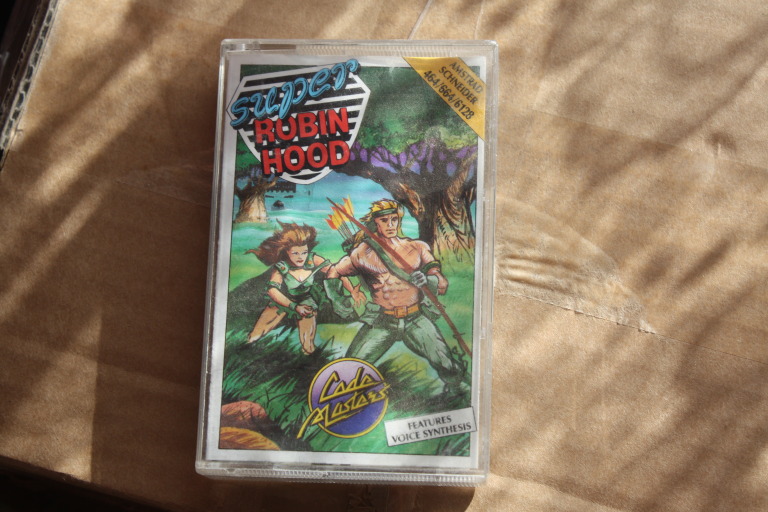 super
ROBIN
HOOD
AMSTRAD
SCHNEIDER
464/664/6128
Code
Masters
FEATURES
VOICE SYNTHESIS